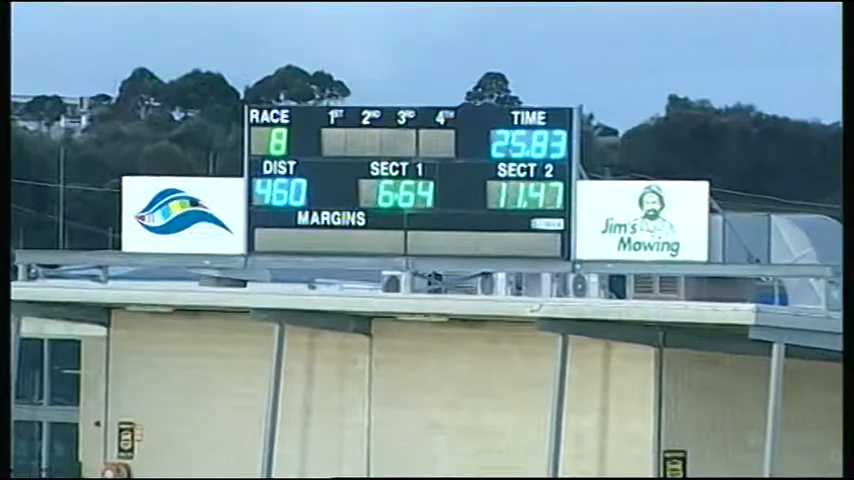 RACE 1ST 2ND 3RD 4TH TIME
8 25.83
DIST SECT 1 SECT 2
460 6.64 11.47
MARGINS
Jim's
Mowing